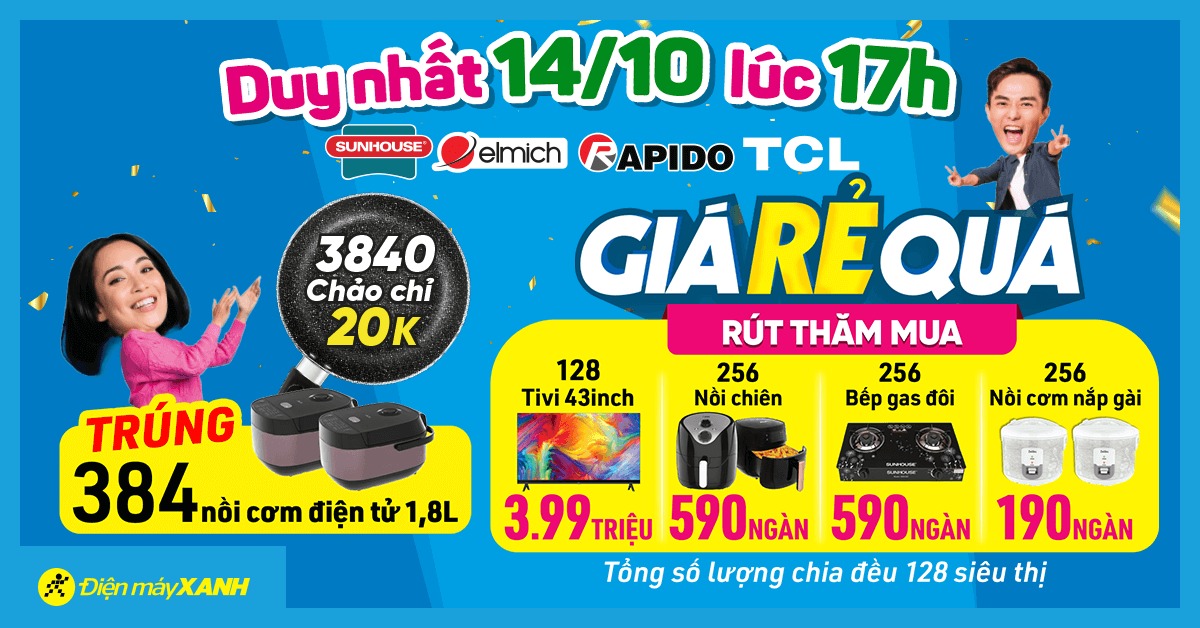 Duy nhất 14/10 lúc 17h
SUNHOUSE® elmich RAPIDO TCL
3840
Chảo chỉ
20K
TRÚNG
384 nồi cơm điện tử 1,8L
GIÁ RẺ QUÁ
RÚT THĂM MUA
128
Tivi 43inch
3.99 TRIỆU
256
Nồi chiên
590 NGÀN
256
Bếp gas đôi
SUNHOUSE
590 NGÀN
256
Nồi cơm nắp gài
190 NGÀN
Tổng số lượng chia đều 128 siêu thị
Điện máy XANH